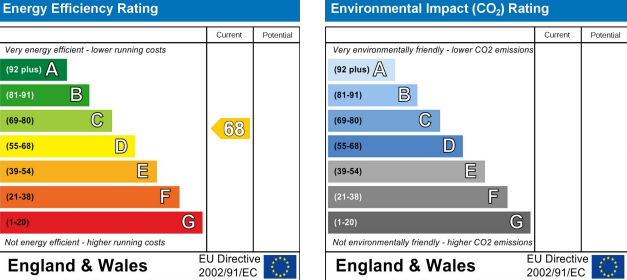 Energy Efficiency Rating
Current Potential
Very energy efficient - lower running costs
(92 plus) A
(81-91) B
(69-80) C
68
(55-68) D
(39-54) E
(21-38) F
(1-20) G
Not energy efficient - higher running costs
England & Wales
EU Directive
2002/91/EC
Environmental Impact (CO₂) Rating
Current Potential
Very environmentally friendly - lower CO2 emissions
(92 plus) A
(81-91) B
(69-80) C
(55-68) D
(39-54) E
(21-38) F
(1-20) G
Not environmentally friendly - higher CO2 emissions
England & Wales
EU Directive
2002/91/EC